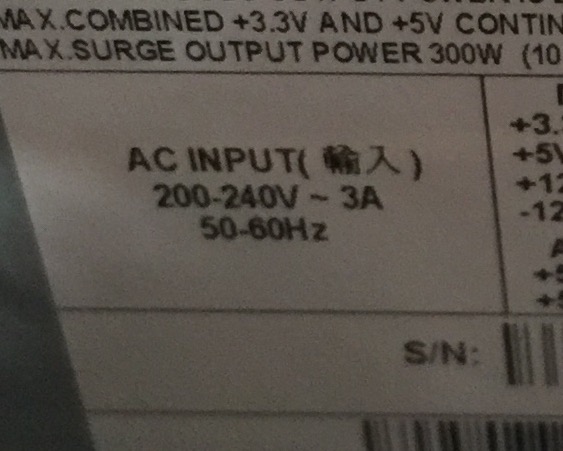 MAX.COMBINED +3.3V AND +5V CONTIN
MAX.SURGE OUTPUT POWER 300W (10
AC INPUT( 輸入 )
200-240V ~ 3A
50-60Hz
+3.
+5V
+12
-12
S/N: